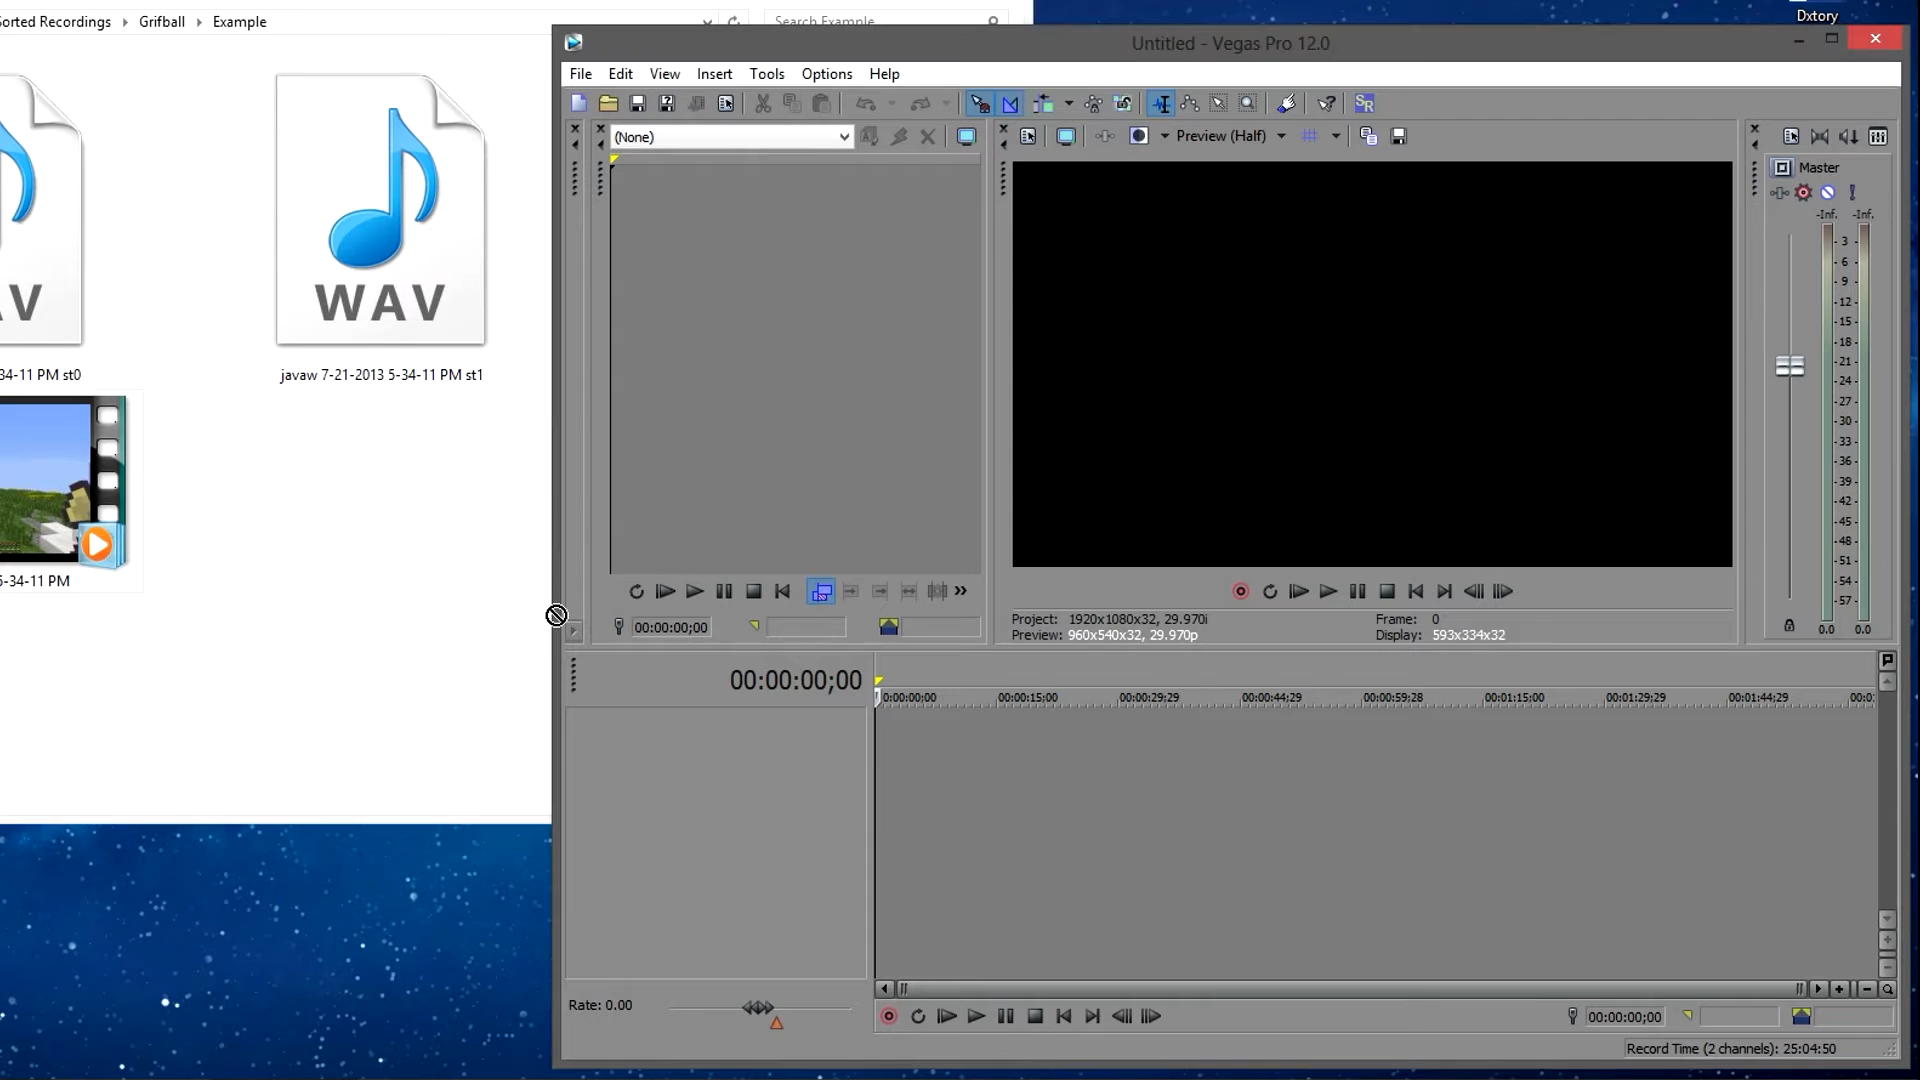 Sorted Recordings Grifball Example
Search Example
Dxtory
WAV
34-11 PM st0
WAV
javaw 7-21-2013 5-34-11 PM st1
5-34-11 PM
Untitled - Vegas Pro 12.0
File Edit View Insert Tools Options Help
(None)
Preview (Half)
Master
-Inf. -Inf.
3
6
9
-12-
-15-
-18-
-21-
-24-
-27-
-30-
-33-
-36-
-39-
-42-
-45-
-48-
-51-
-54-
-57-
0.0 0.0
00:00:00;00
Project: 1920x1080x32, 29.970i
Preview: 960x540x32, 29.970p
Frame: 0
Display: 593x334x32
00:00:00;00
0:00:00;00 00:00:15;00 00:00:29;29 00:00:44;29 00:00:59;28 00:01:15;00 00:01:29;29 00:01:44;29 00:0
Rate: 0.00
00:00:00;00
Record Time (2 channels): 25:04:50